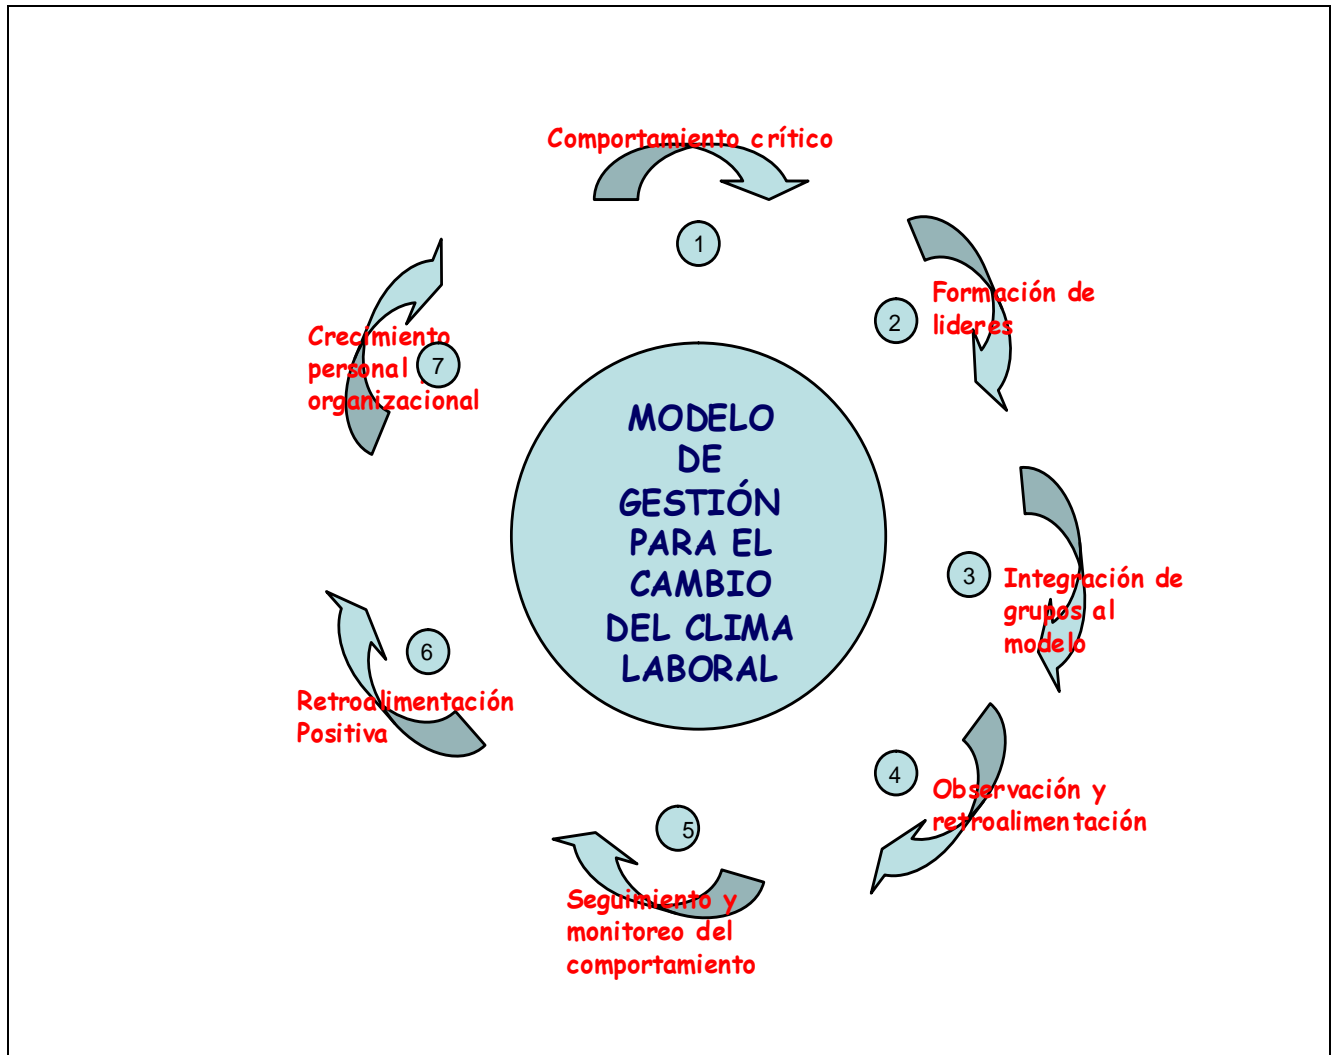 Comportamiento crítico
1
2
Formación de
lideres
3
Integración de
grupos al
modelo
4
Observación y
retroalimentación
5
Seguimiento y
monitoreo del
comportamiento
6
Retroalimentación
Positiva
7
Crecimiento
personal
organizacional
MODELO
DE
GESTIÓN
PARA EL
CAMBIO
DEL CLIMA
LABORAL